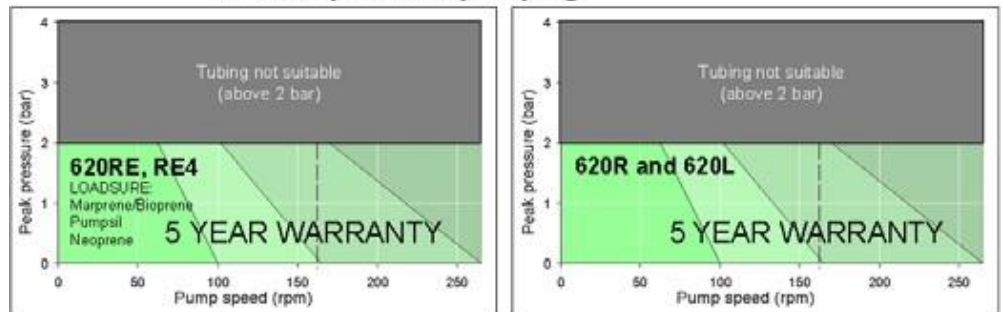 4
3
2
1
0
Peak pressure (bar)
Tubing not suitable
(above 2 bar)
620RE, RE4
LOADSURE:
Marprene/Bioprene
Pumpsil
Neoprene
5 YEAR WARRANTY
0 50 100 150 200 250
Pump speed (rpm)
4
3
2
1
0
Peak pressure (bar)
Tubing not suitable
(above 2 bar)
620R and 620L
5 YEAR WARRANTY
0 50 100 150 200 250
Pump speed (rpm)